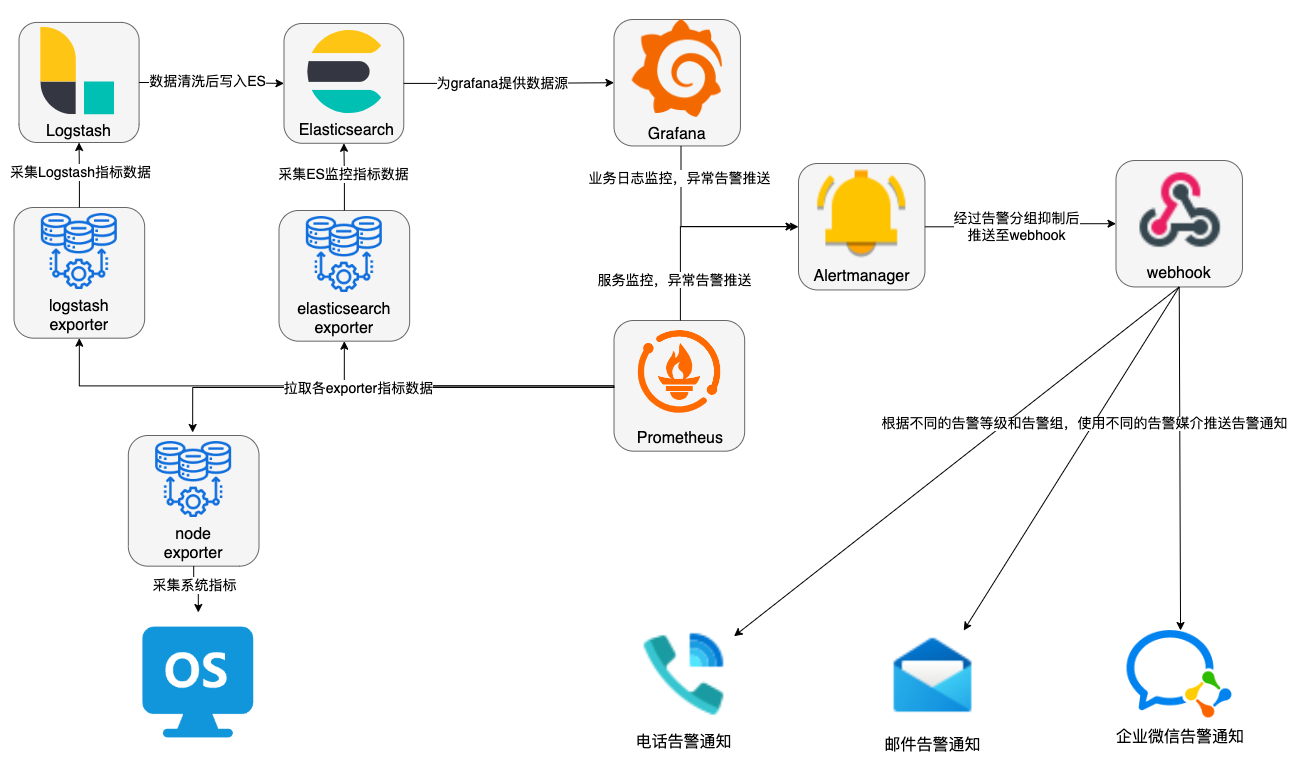 Logstash
数据清洗后写入ES
Elasticsearch
为grafana提供数据源
Grafana
采集Logstash指标数据
采集ES监控指标数据
业务日志监控，异常告警推送
logstash
exporter
elasticsearch
exporter
Alertmanager
经过告警分组抑制后
推送至webhook
webhook
服务监控，异常告警推送
拉取各exporter指标数据
Prometheus
根据不同的告警等级和告警组，使用不同的告警媒介推送告警通知
node
exporter
采集系统指标
OS
电话告警通知
邮件告警通知
企业微信告警通知